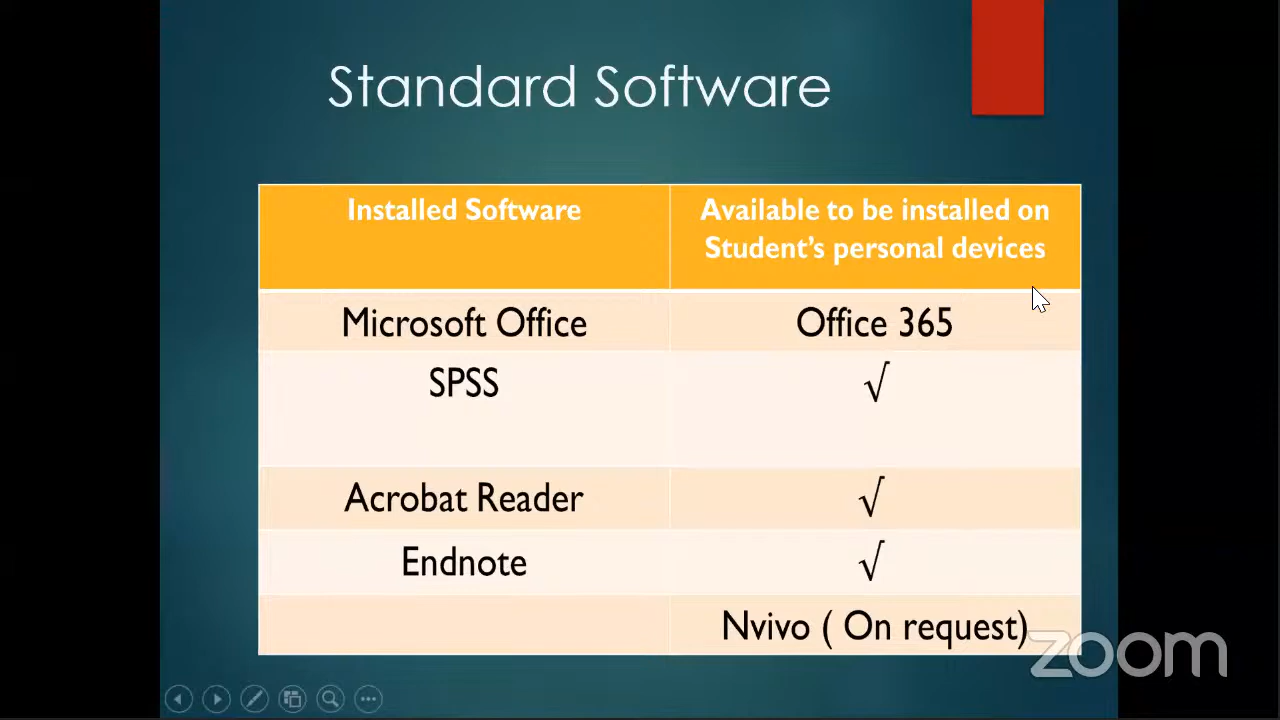 Standard Software
Installed Software
Available to be installed on
Student's personal devices
Microsoft Office
Office 365
SPSS
√
Acrobat Reader
√
Endnote
√
Nvivo ( On request)
zoom